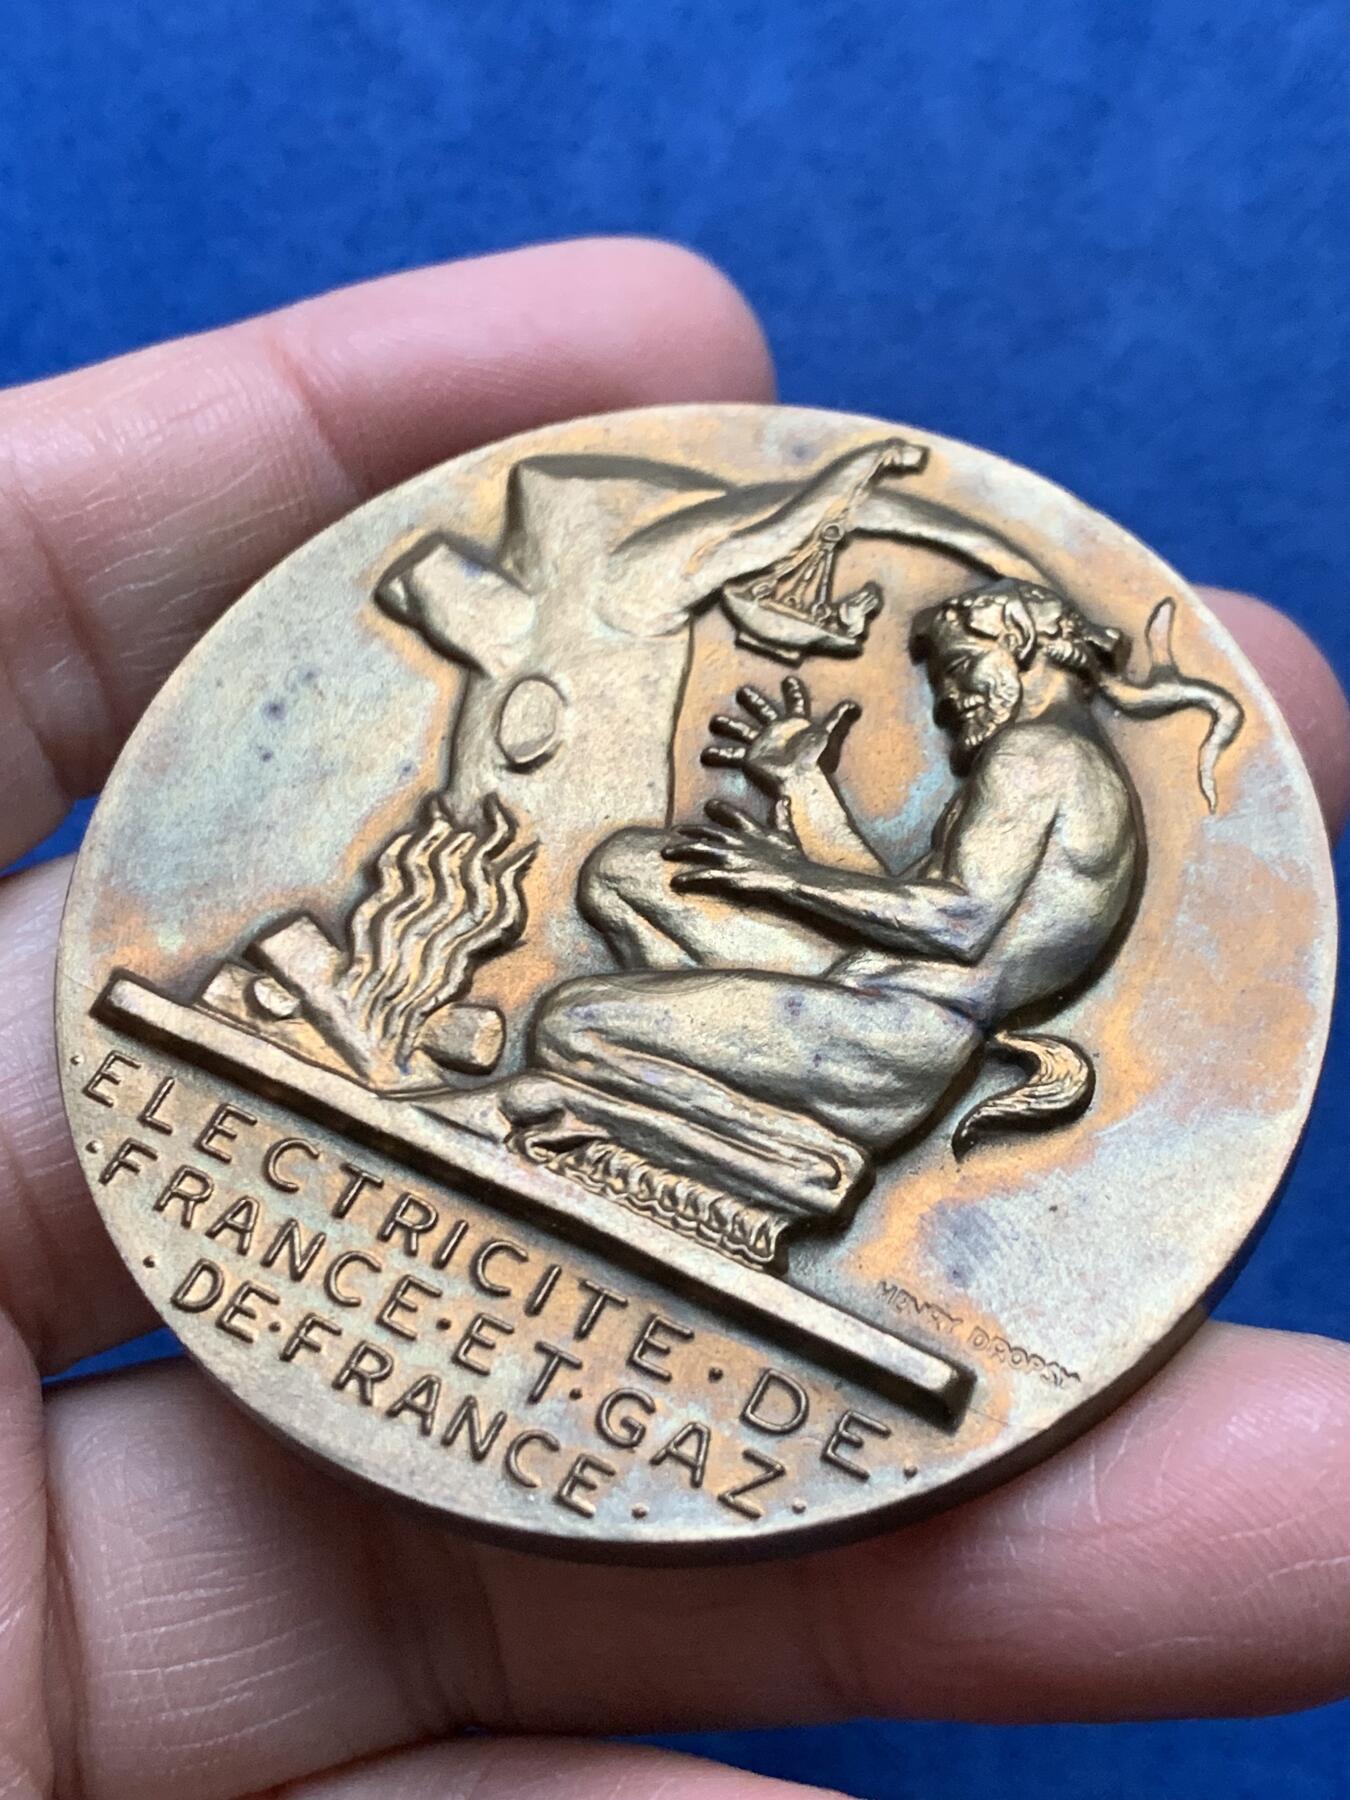 ·ELECTRICITE·DE·
·FRANCE·ET·GAZ·
·DE·FRANCE·
HENRY DROPSY